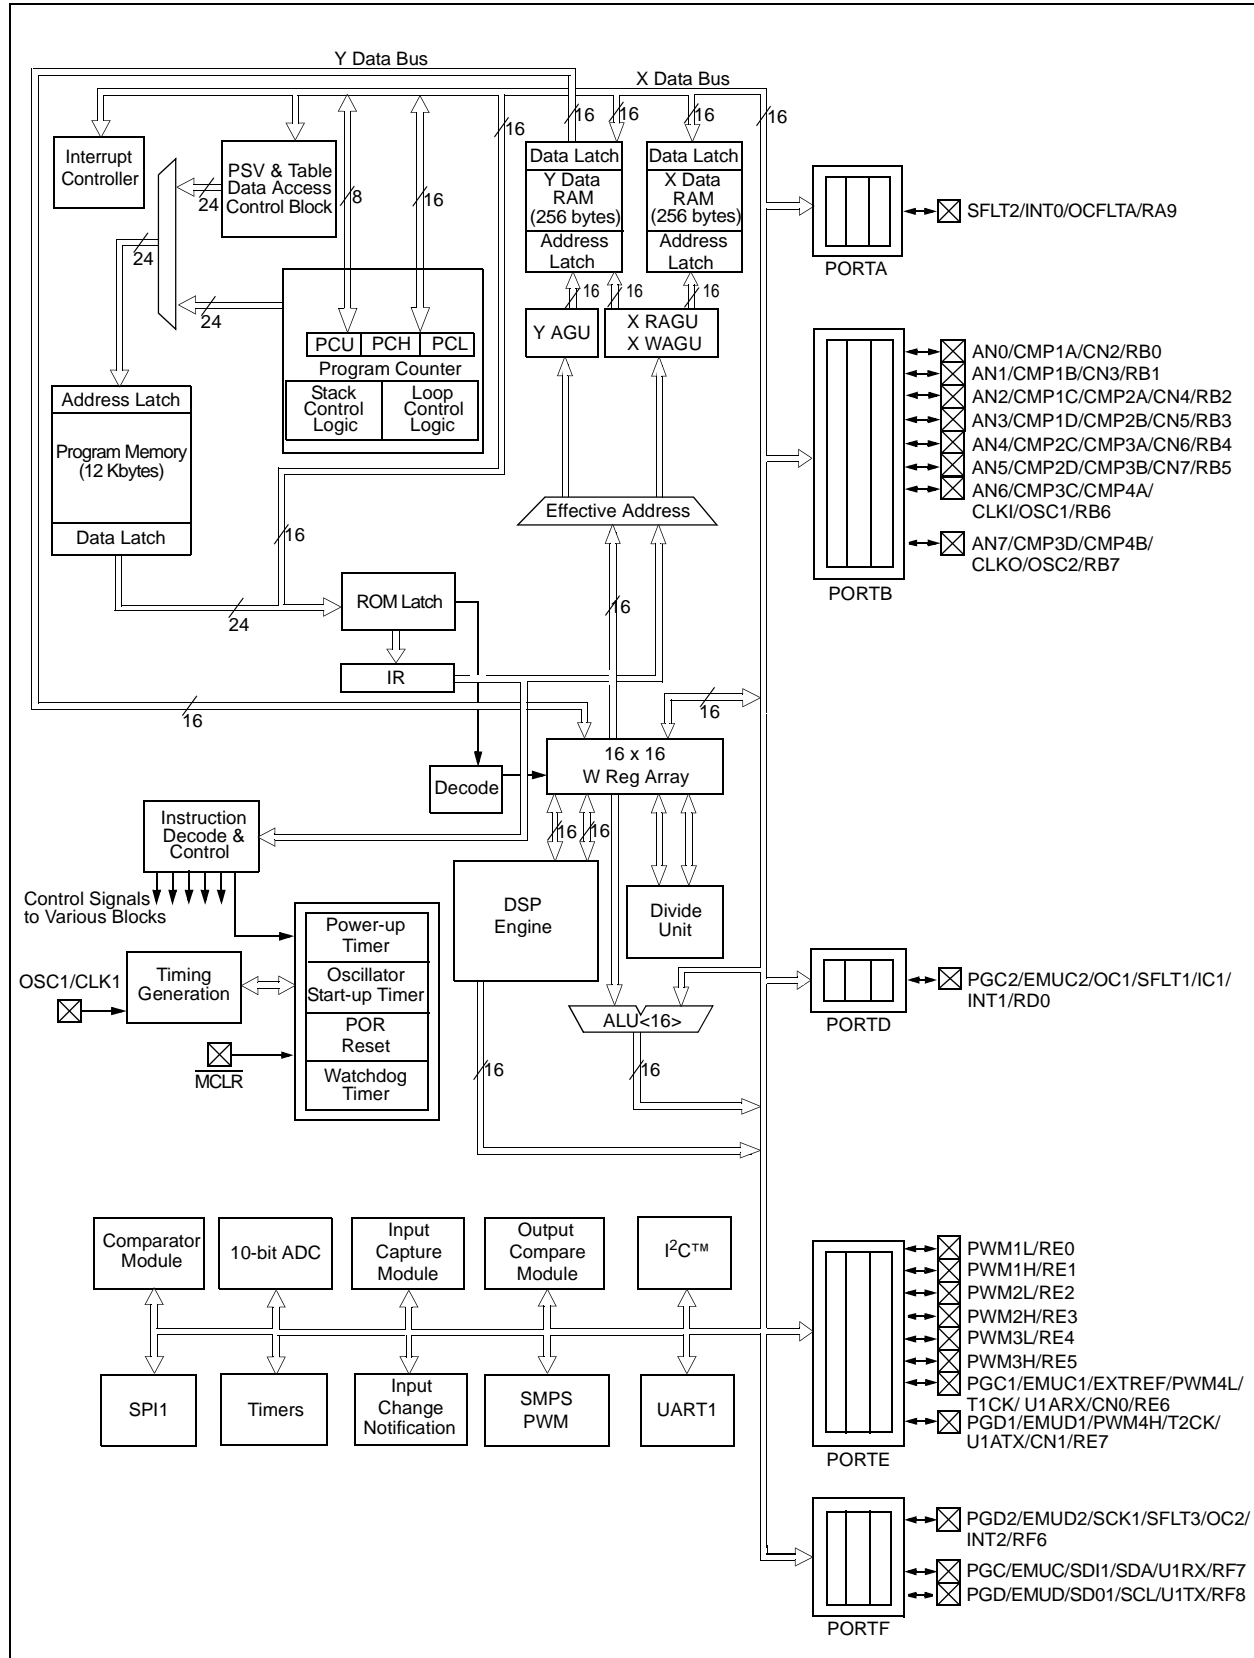 Y Data Bus
X Data Bus
16
16
16
16
16
Interrupt
Controller
PSV & Table
Data Access
Control Block
24
8
16
Data Latch
Y Data
RAM
(256 bytes)
Address
Latch
Data Latch
X Data
RAM
(256 bytes)
Address
Latch
PORTA
SFLT2/INT0/OCFLTA/RA9
24
24
16
16
16
Y AGU
X RAGU
X WAGU
PCU
PCH
PCL
Program Counter
Stack
Control
Logic
Loop
Control
Logic
Address Latch
Program Memory
(12 Kbytes)
Data Latch
AN0/CMP1A/CN2/RB0
AN1/CMP1B/CN3/RB1
AN2/CMP1C/CMP2A/CN4/RB2
AN3/CMP1D/CMP2B/CN5/RB3
AN4/CMP2C/CMP3A/CN6/RB4
AN5/CMP2D/CMP3B/CN7/RB5
AN6/CMP3C/CMP4A/
CLKI/OSC1/RB6
AN7/CMP3D/CMP4B/
CLKO/OSC2/RB7
PORTB
Effective Address
16
24
ROM Latch
16
IR
16
16
16 x 16
W Reg Array
Decode
Instruction
Decode &
Control
16
16
Control Signals
to Various Blocks
DSP
Engine
Divide
Unit
Power-up
Timer
Oscillator
Start-up Timer
POR
Reset
Watchdog
Timer
OSC1/CLK1
Timing
Generation
MCLR
ALU<16>
16
16
PORTD
PGC2/EMUC2/OC1/SFLT1/IC1/
INT1/RD0
Comparator
Module
10-bit ADC
Input
Capture
Module
Output
Compare
Module
I²C™
SPI1
Timers
Input
Change
Notification
SMPS
PWM
UART1
PWM1L/RE0
PWM1H/RE1
PWM2L/RE2
PWM2H/RE3
PWM3L/RE4
PWM3H/RE5
PGC1/EMUC1/EXTREF/PWM4L/
T1CK/ U1ARX/CN0/RE6
PGD1/EMUD1/PWM4H/T2CK/
U1ATX/CN1/RE7
PORTE
PGD2/EMUD2/SCK1/SFLT3/OC2/
INT2/RF6
PGC/EMUC/SDI1/SDA/U1RX/RF7
PGD/EMUD/SD01/SCL/U1TX/RF8
PORTF